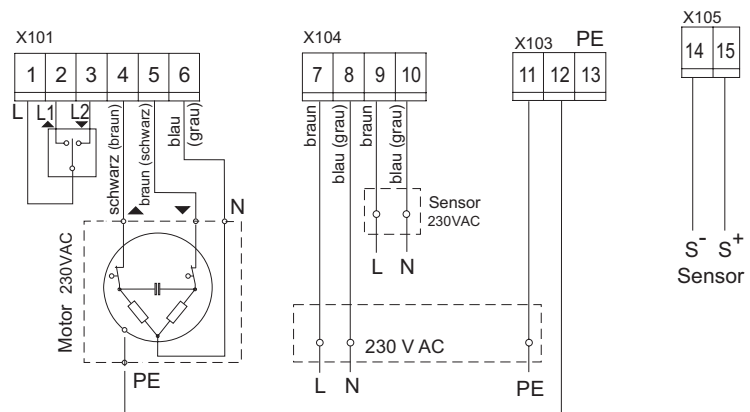 X101
1 2 3 4 5 6
L L1 L2
schwarz (braun)
braun (schwarz)
blau
(grau)
N
Motor 230VAC
PE
X104
7 8 9 10
braun
blau (grau)
braun
blau (grau)
Sensor
230VAC
L N
230 V AC
L N
X103 PE
11 12 13
PE
X105
14 15
S- S+
Sensor